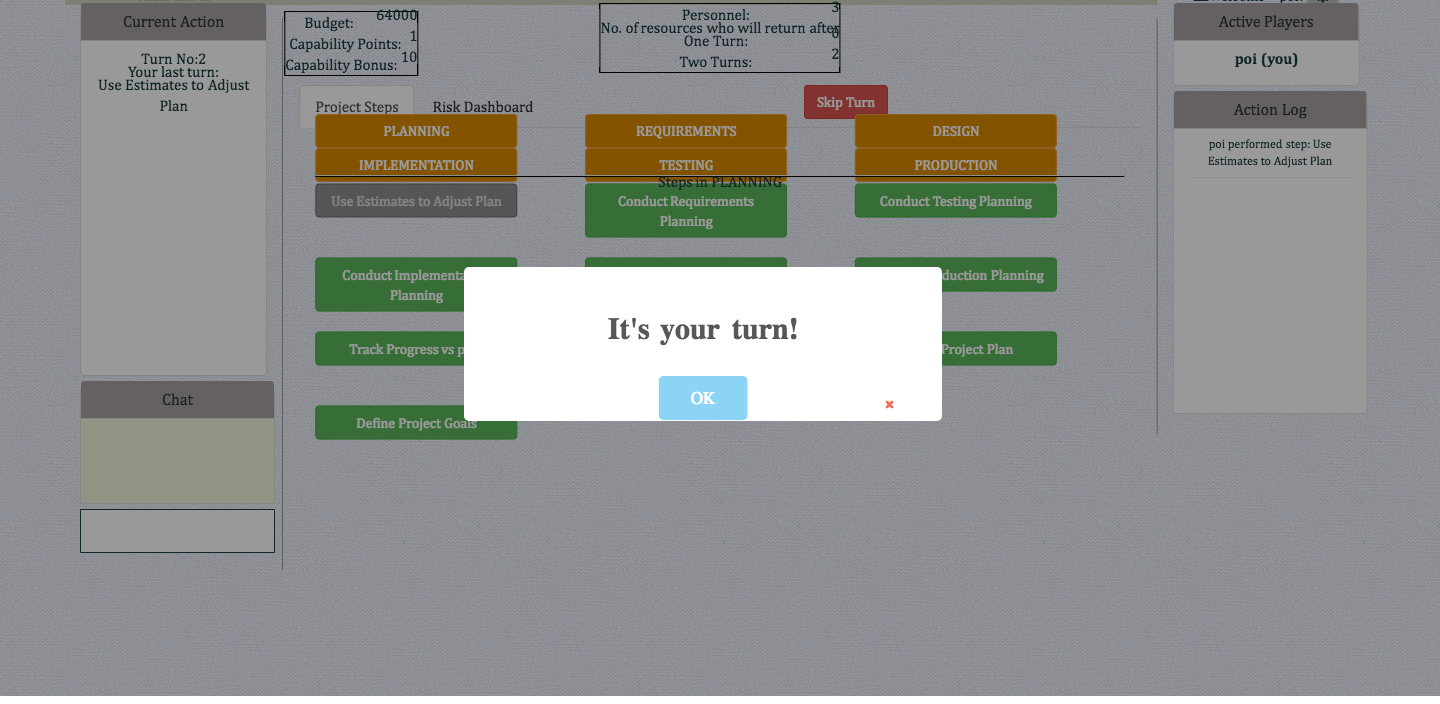 Current Action
Turn No:2
Your last turn:
Use Estimates to Adjust
Plan
Budget:
64000
Capability Points:
1
Capability Bonus:
10
Personnel:
3
No. of resources who will return after
One Turn:
0
Two Turns:
2
Active Players
poi (you)
Action Log
poi performed step: Use
Estimates to Adjust Plan
Project Steps
Risk Dashboard
Skip Turn
PLANNING
REQUIREMENTS
DESIGN
IMPLEMENTATION
TESTING
PRODUCTION
Steps in PLANNING
Use Estimates to Adjust Plan
Conduct Requirements
Planning
Conduct Testing Planning
Conduct Implementa
Planning
duction Planning
Track Progress vs p
Project Plan
Define Project Goals
It's your turn!
OK
Chat